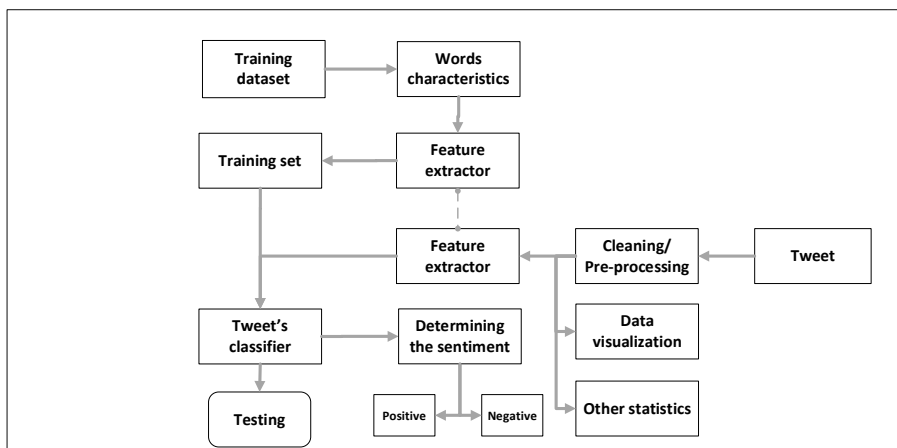 Training
dataset
Words
characteristics
Training set
Feature
extractor
Feature
extractor
Cleaning/
Pre-processing
Tweet
Tweet's
classifier
Determining
the sentiment
Data
visualization
Testing
Positive
Negative
Other statistics